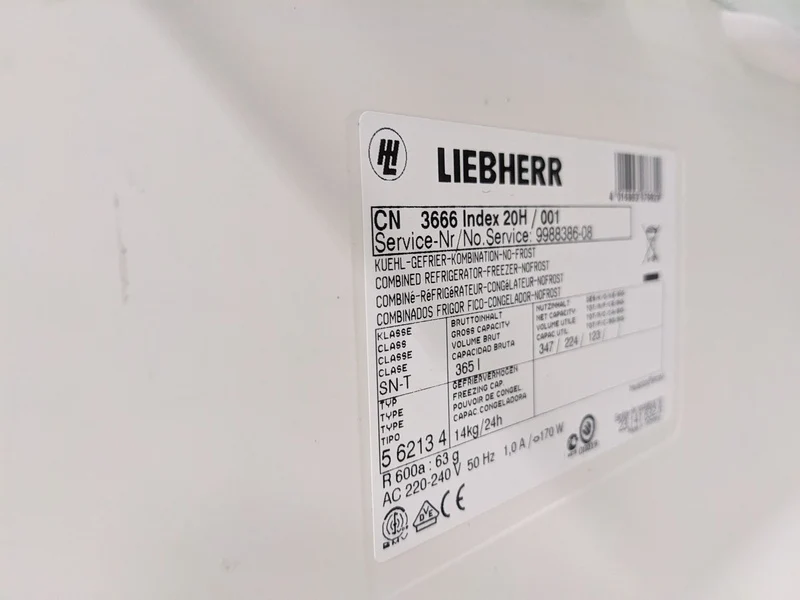 HL LIEBHERR
CN 3666 Index 20H / 001
Service-Nr/No.Service: 9988386-08
KUEHL-GEFRIER-KOMBINATION-NO-FROST
COMBINED REFRIGERATOR-FREEZER-NOFROST
COMBINÉ-RÉFRIGÉRATEUR-CONGÉLATEUR-NOFROST
COMBINADOS FRIGOR FICO-CONGELADOR-NOFROST
KLASSE
CLASS
CLASSE
CLASE
SN-T
BRUTTOINHALT
GROSS CAPACITY
VOLUME BRUT
CAPACIDAD BRUTA
365 l
NUTZINHALT
NET CAPACITY
VOLUME UTILE
CAPAC UTIL
347 / 224 / 123 /
TYP
TYPE
TYPE
TIPO
5 6213 4
GEFRIERVERMÖGEN
FREEZING CAP.
POUVOIR DE CONGEL.
CAPAC.CONGELADORA
14kg/24h
R 600a : 63 g
AC 220-240 V 50 Hz 1,0 A / 170 W
DVE CE